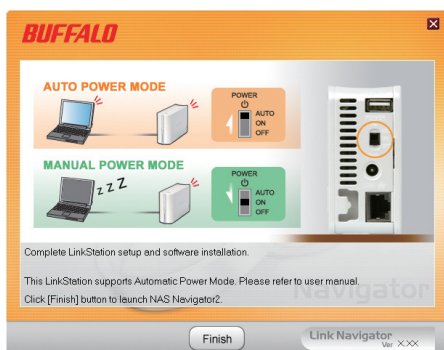 BUFFALO
AUTO POWER MODE
POWER
AUTO
ON
OFF
MANUAL POWER MODE
zzZ
POWER
AUTO
ON
OFF
Complete LinkStation setup and software installation.
This LinkStation supports Automatic Power Mode. Please refer to user manual.
Navigator
Click [Finish] button to launch NAS Navigator2.
Finish
Link Navigator
Ver X.XX